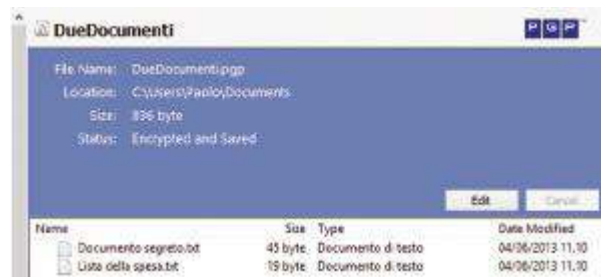 DueDocumenti
PGP
File Name: DueDocumenti.pgp
Location: C:\Users\Paolo\Documents
Size: 836 byte
Status: Encrypted and Saved
Edit Cancel
Name Size Type Date Modified
Documento segreto.txt 45 byte Documento di testo 04/06/2013 11.10
Lista della spesa.txt 19 byte Documento di testo 04/06/2013 11.10